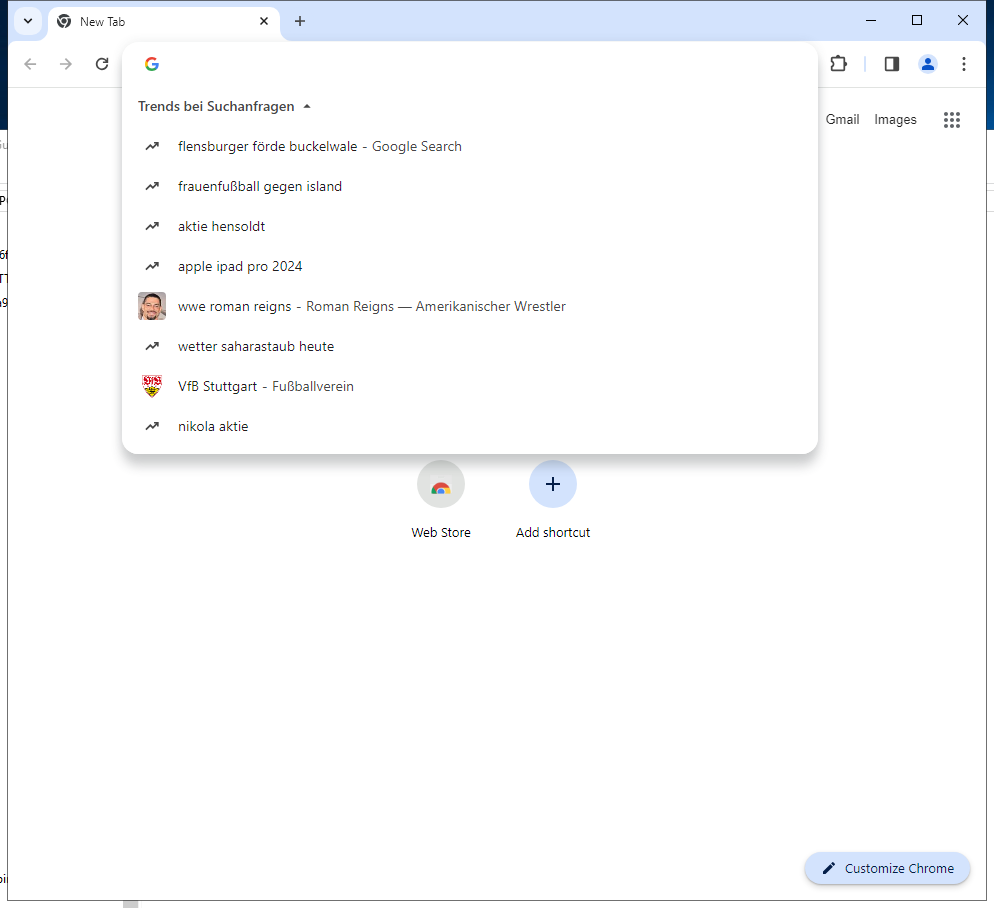 New Tab
Trends bei Suchanfragen
flensburger förde buckelwale - Google Search
frauenfußball gegen island
aktie hensoldt
apple ipad pro 2024
wwe roman reigns - Roman Reigns — Amerikanischer Wrestler
wetter saharastaub heute
VfB Stuttgart - Fußballverein
nikola aktie
Gmail
Images
Web Store
Add shortcut
Customize Chrome